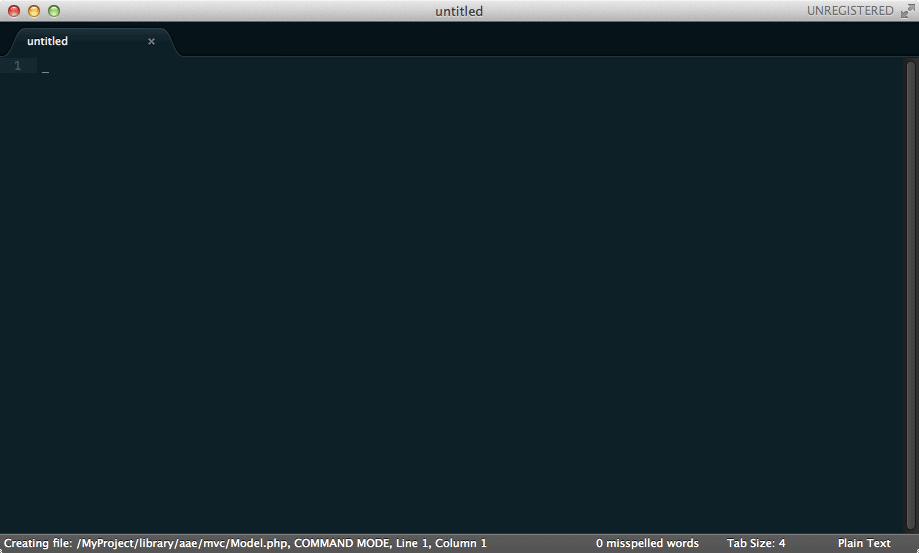 untitled
UNREGISTERED
untitled ×
1 _
Creating file: /MyProject/library/aae/mvc/Model.php, COMMAND MODE, Line 1, Column 1
0 misspelled words
Tab Size: 4
Plain Text